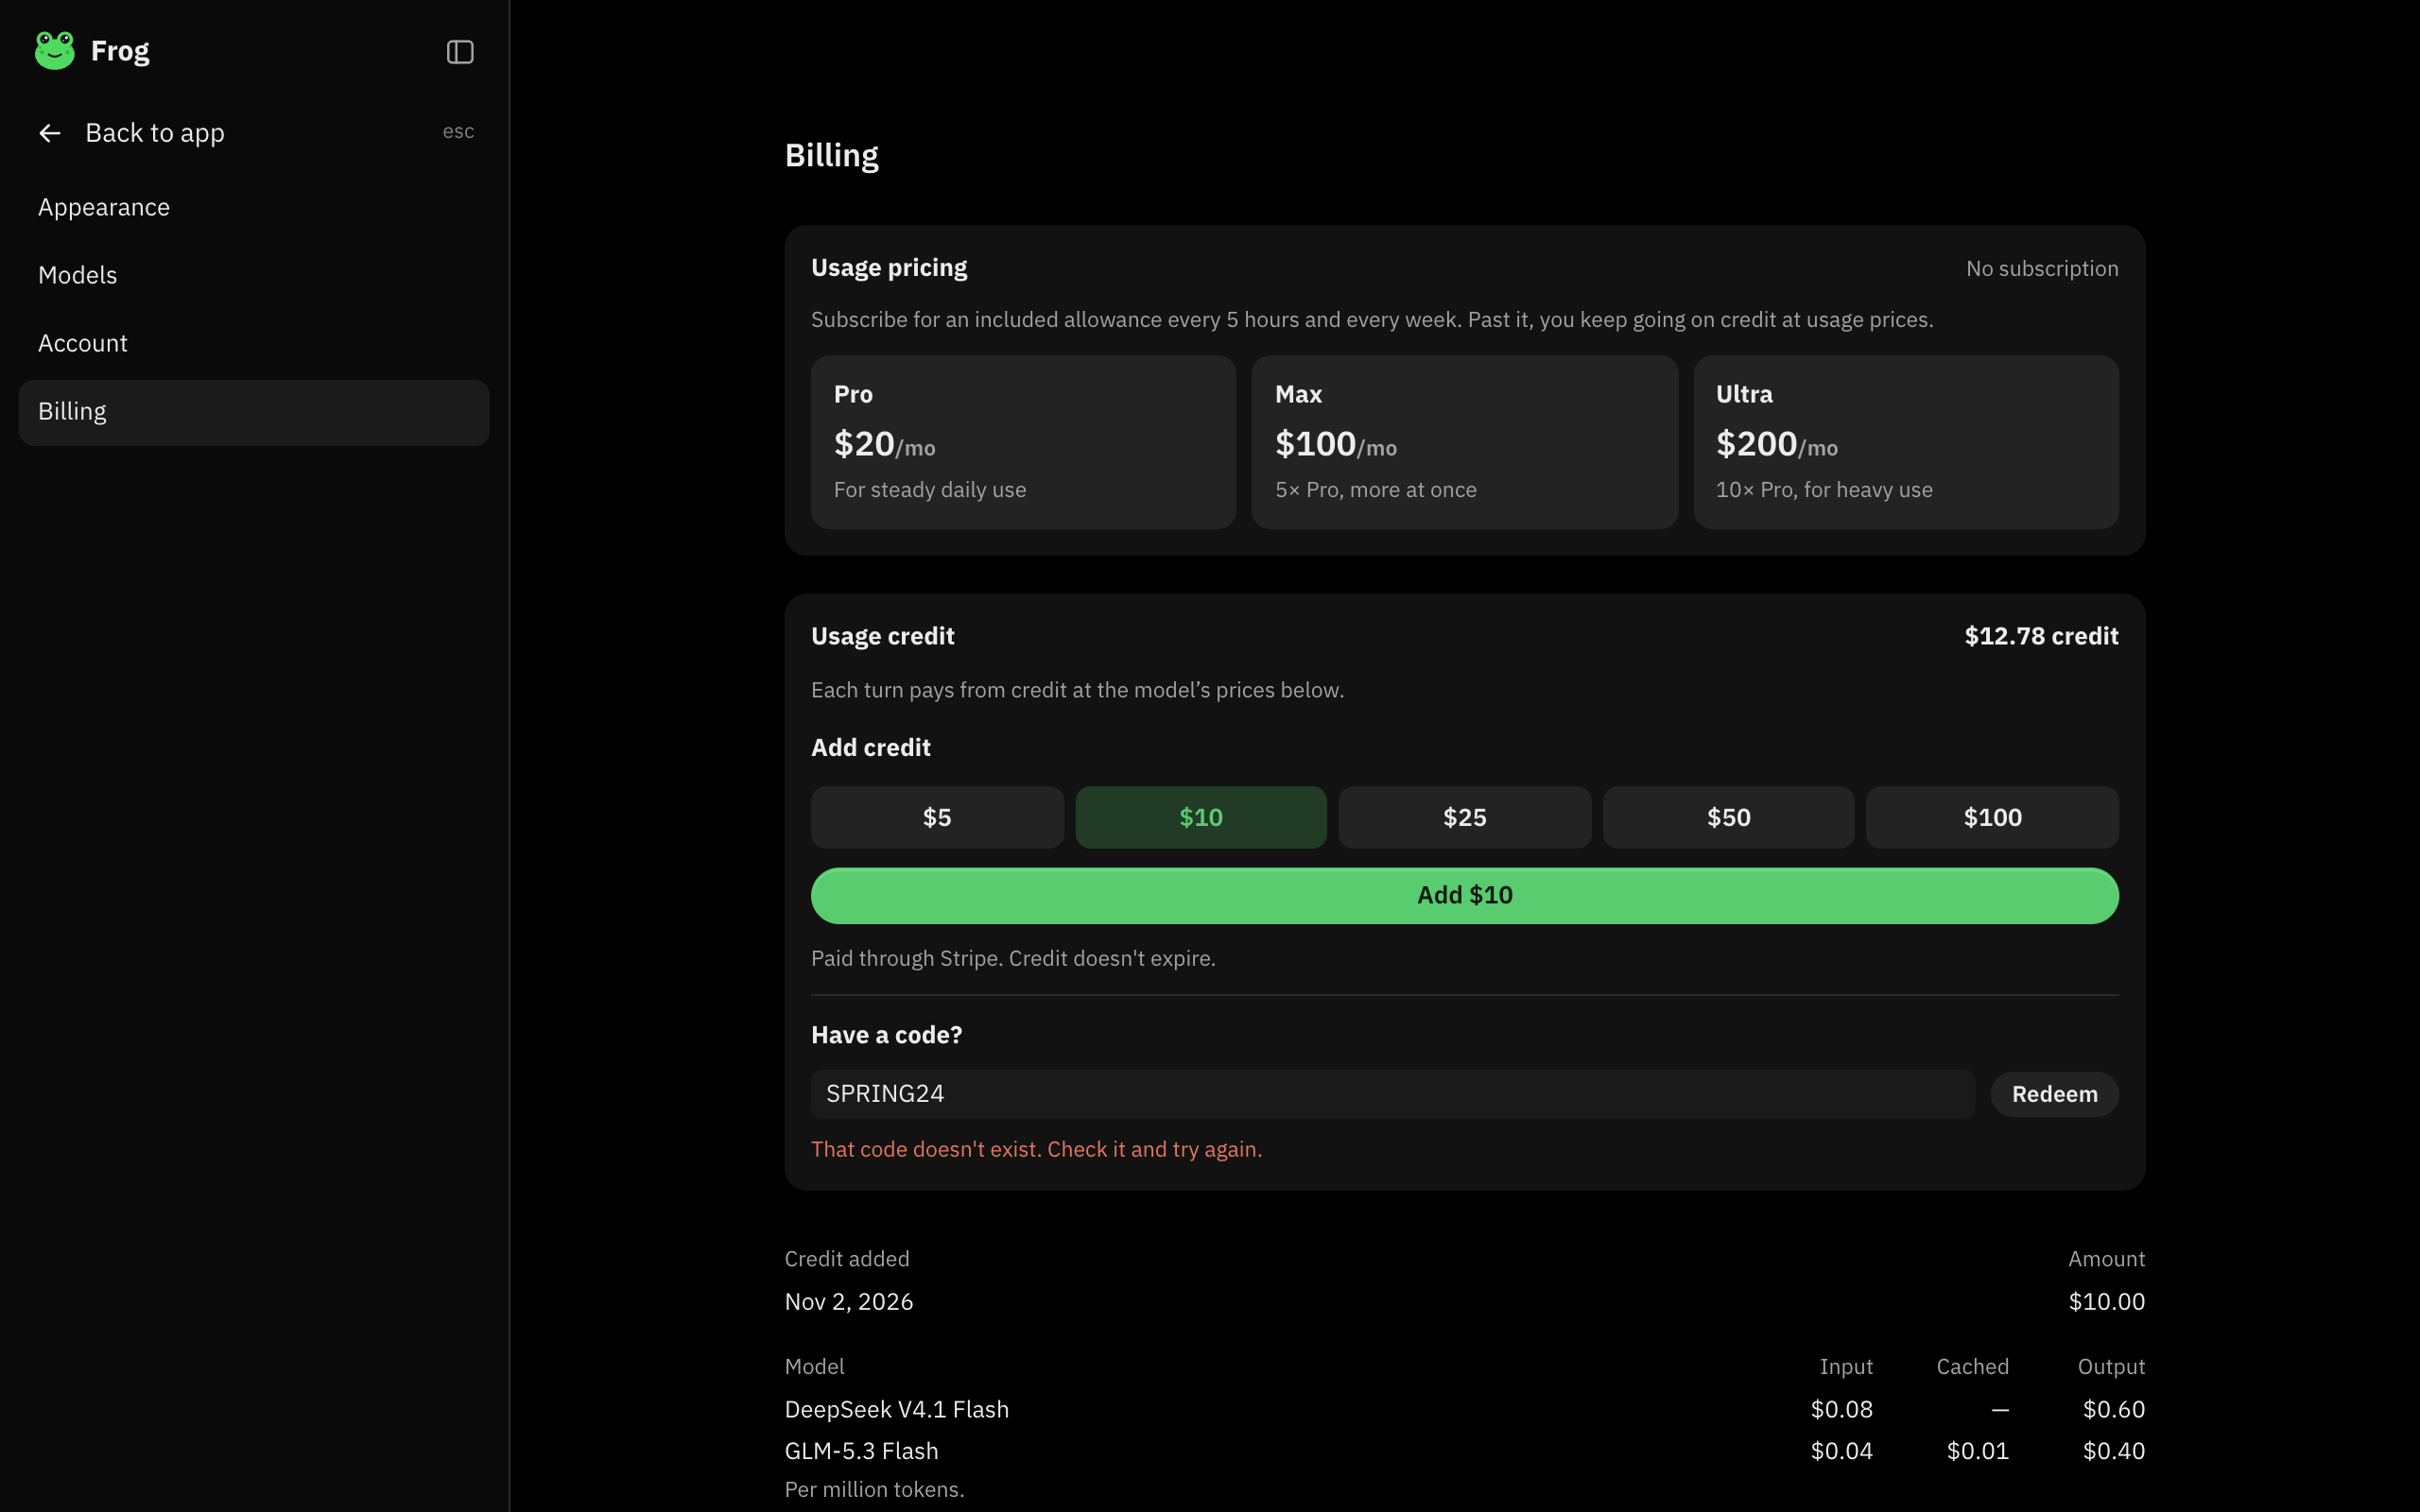 Frog
Back to app esc
Appearance
Models
Account
Billing
Billing
Usage pricing No subscription
Subscribe for an included allowance every 5 hours and every week. Past it, you keep going on credit at usage prices.
Pro Max Ultra
$20/mo $100/mo $200/mo
For steady daily use 5× Pro, more at once 10× Pro, for heavy use
Usage credit $12.78 credit
Each turn pays from credit at the model’s prices below.
Add credit
$5 $10 $25 $50 $100
Add $10
Paid through Stripe. Credit doesn't expire.
Have a code?
SPRING24 Redeem
That code doesn't exist. Check it and try again.
Credit added Amount
Nov 2, 2026 $10.00
Model Input Cached Output
DeepSeek V4.1 Flash $0.08 — $0.60
GLM-5.3 Flash $0.04 $0.01 $0.40
Per million tokens.